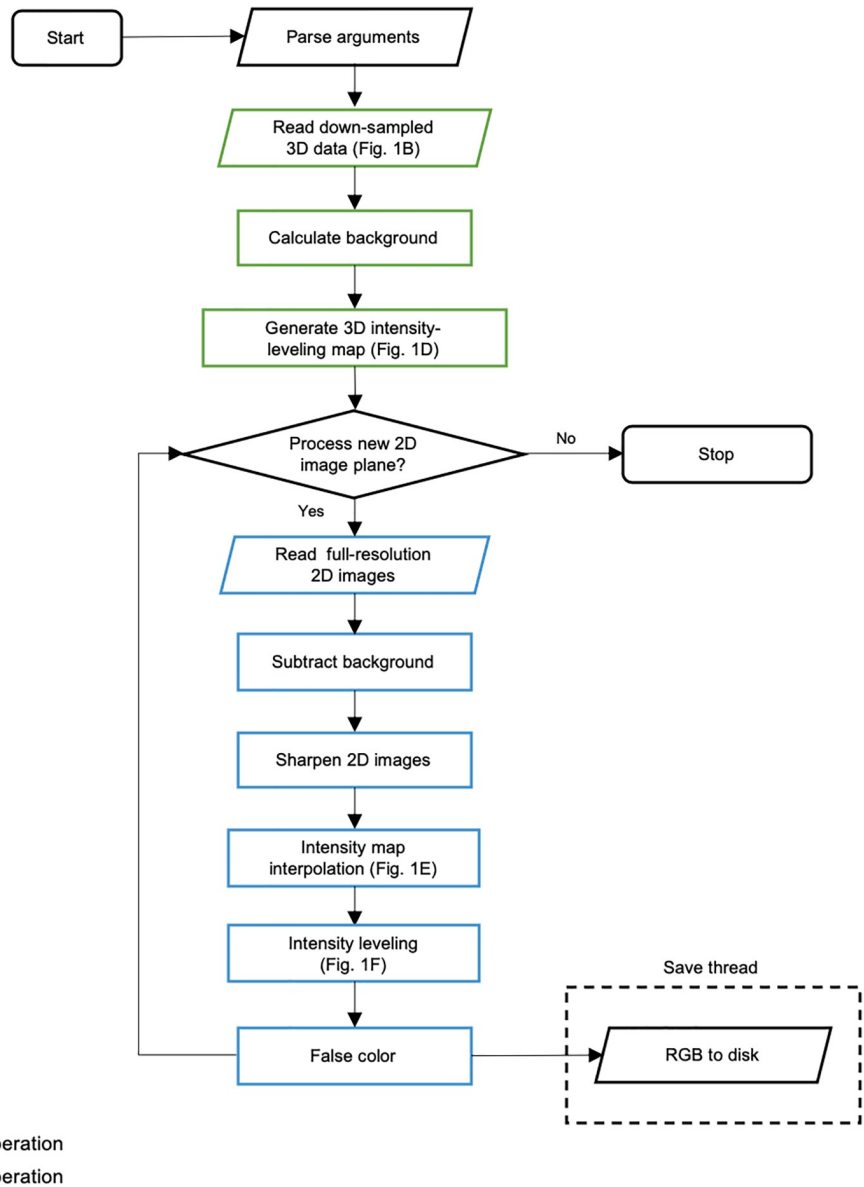 Start
Parse arguments
Read down-sampled
3D data (Fig. 1B)
Calculate background
Generate 3D intensity-
leveling map (Fig. 1D)
Process new 2D
image plane?
No
Stop
Yes
Read full-resolution
2D images
Subtract background
Sharpen 2D images
Intensity map
interpolation (Fig. 1E)
Intensity leveling
(Fig. 1F)
Save thread
False color
RGB to disk